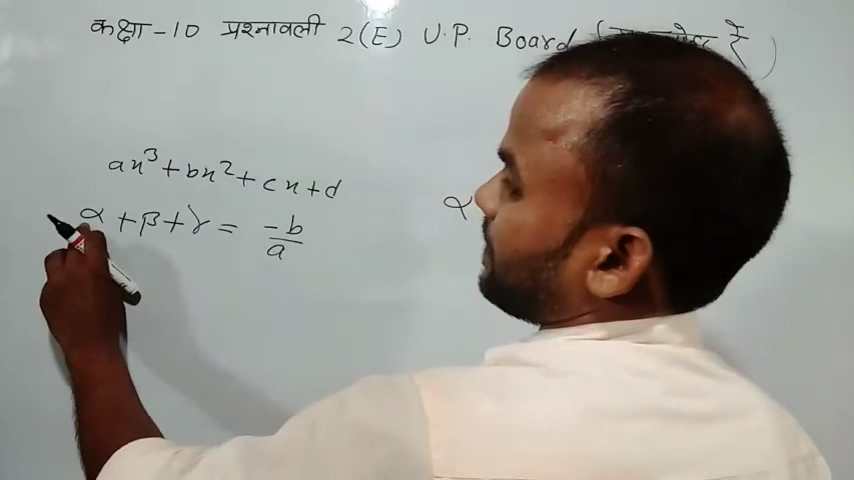 कक्षा -10 प्रश्नावली 2(E) U.P. Board (
ax³+bx²+cx+d
α+β+γ = -b/a
α